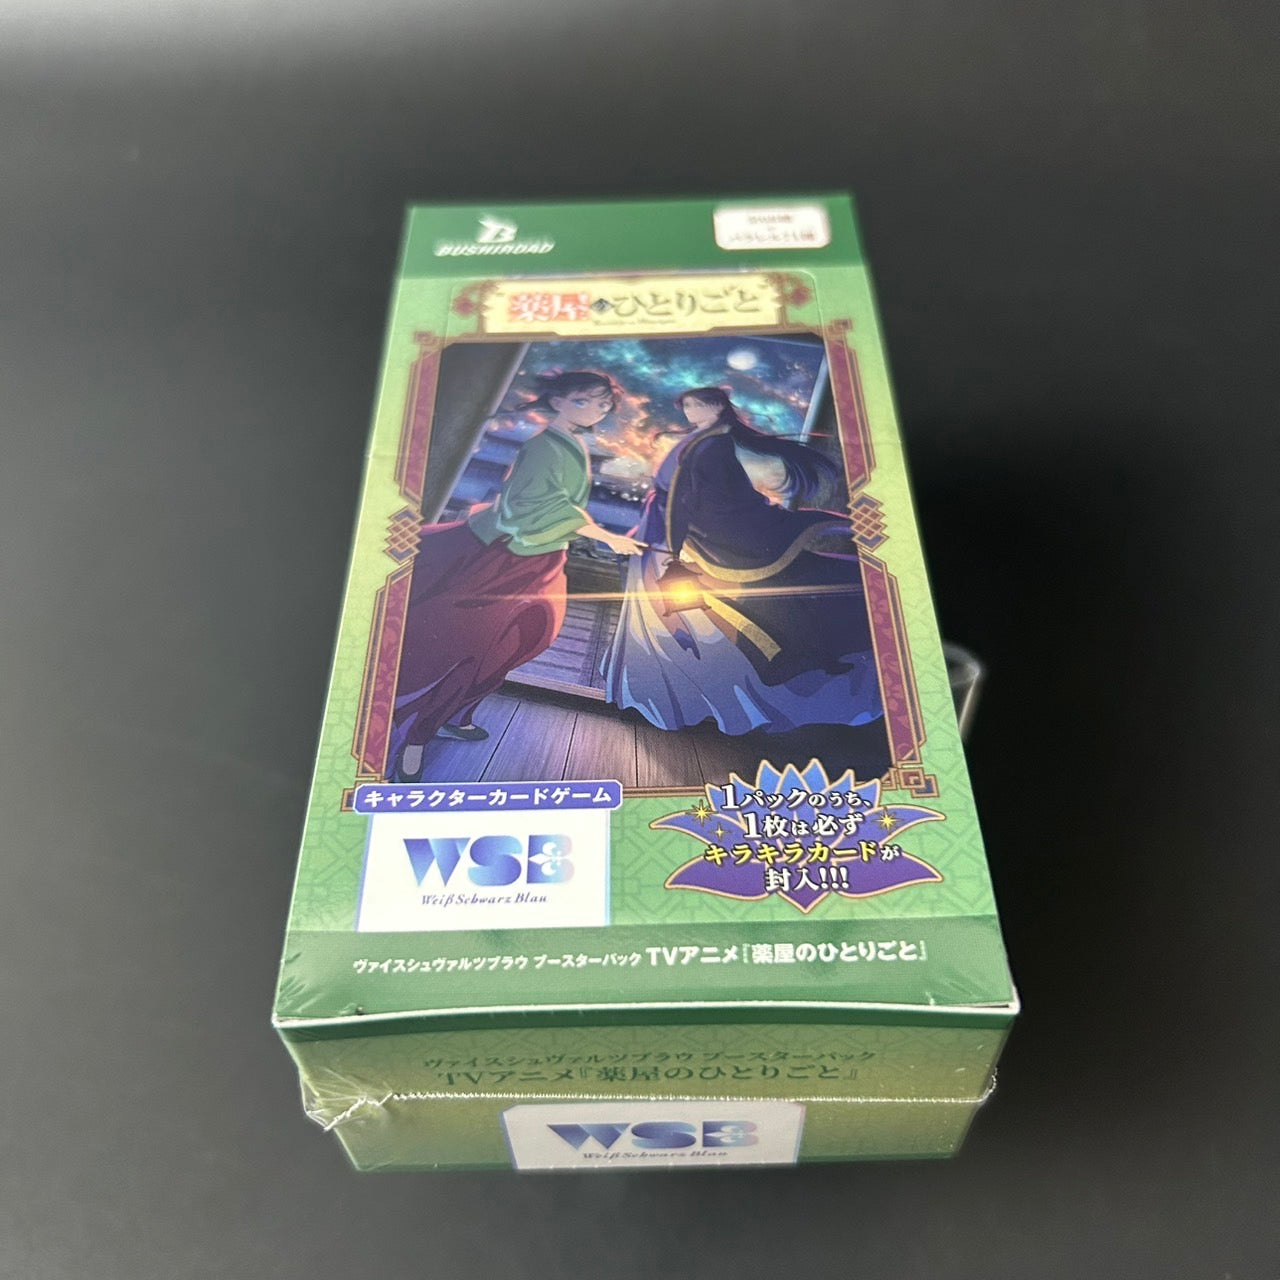 BUSHIROAD
薬屋のひとりごと
キャラクターカードゲーム
WSB
Weiß Schwarz Blau
1パックのうち、
1枚は必ず
キラキラカードが
封入!!!
ヴァイスシュヴァルツブラウ ブースターパック TVアニメ『薬屋のひとりごと』
ヴァイスシュヴァルツブラウ ブースターパック
TVアニメ『薬屋のひとりごと』
WSB
Weiß Schwarz Blau